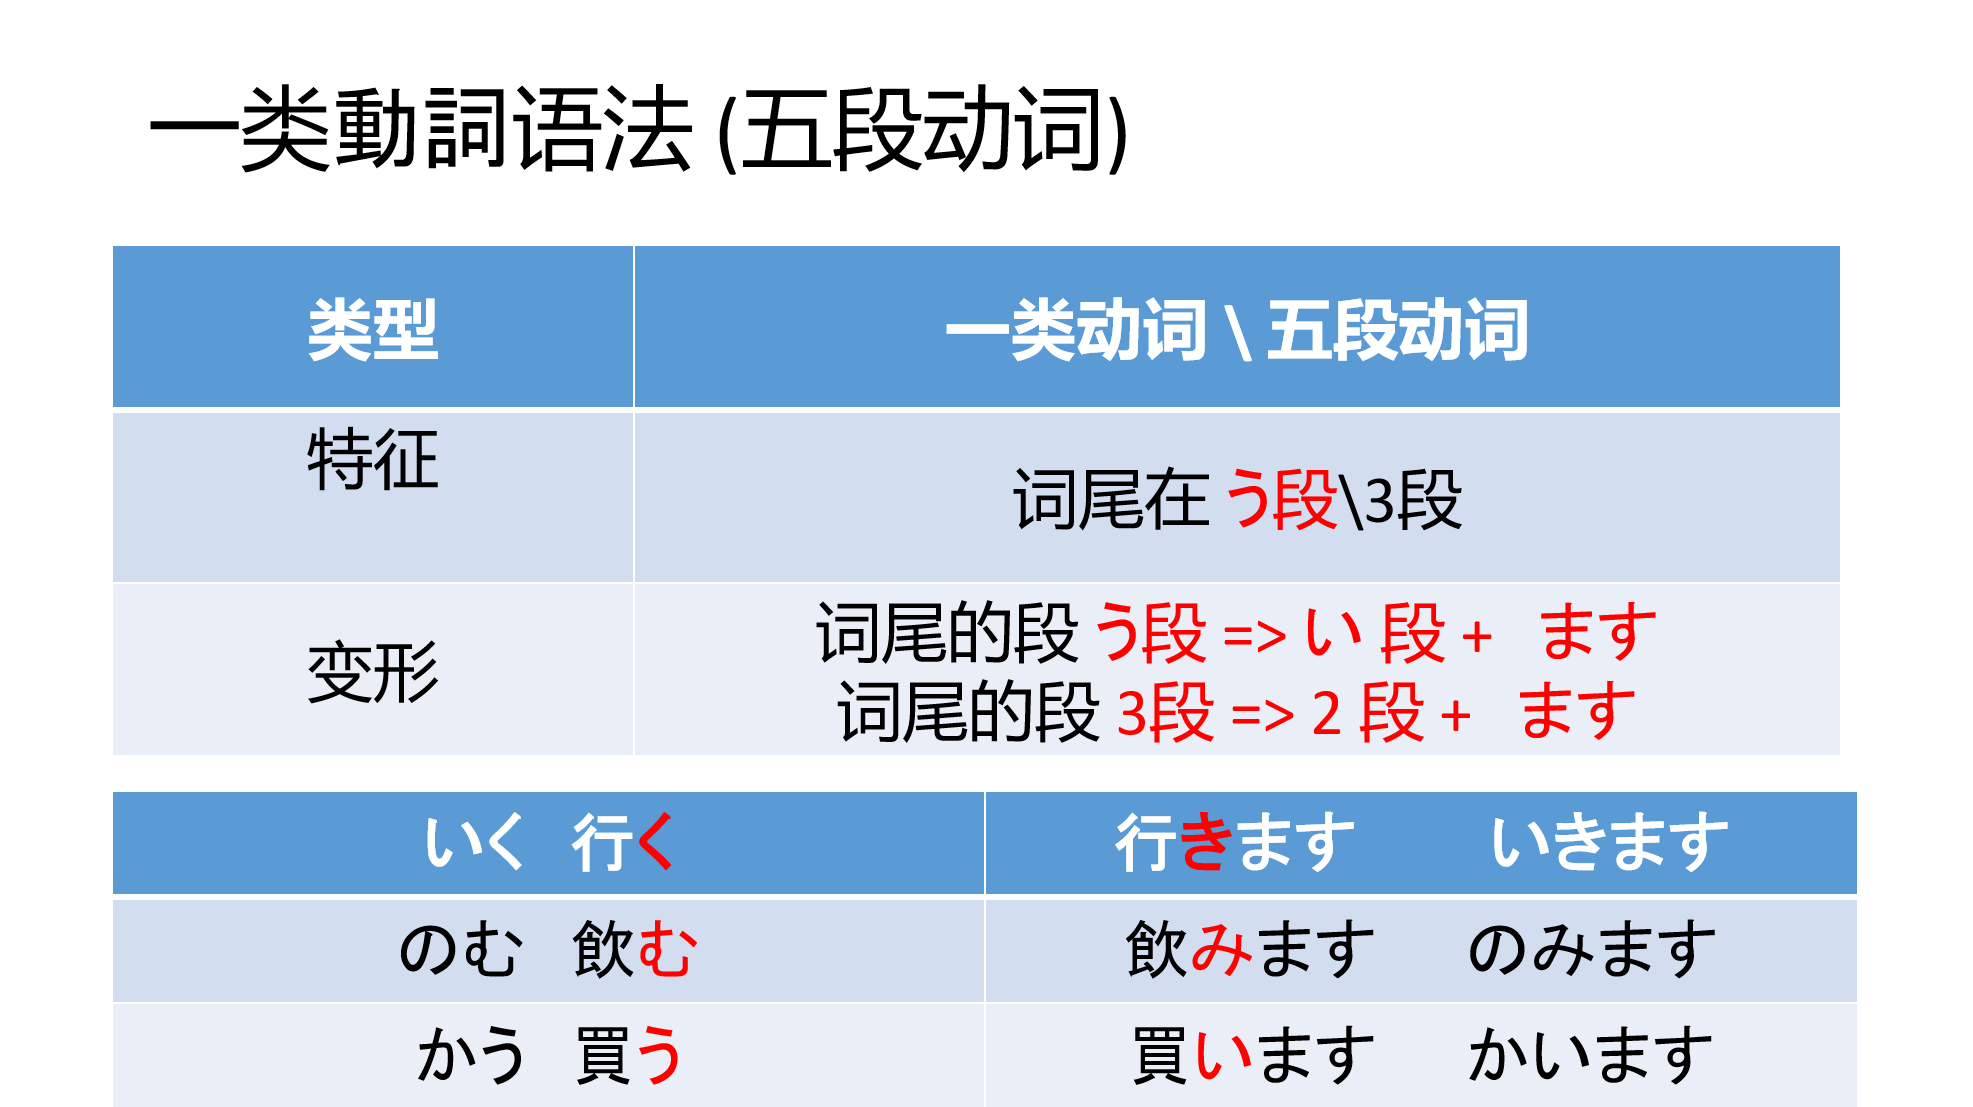 一类動詞语法 (五段动词)
类型 一类动词 \ 五段动词
特征 词尾在 う段\3段
变形 词尾的段 う段 => い 段 + ます
词尾的段 3段 => 2 段 + ます
いく 行く 行きます いきます
のむ 飲む 飲みます のみます
かう 買う 買います かいます